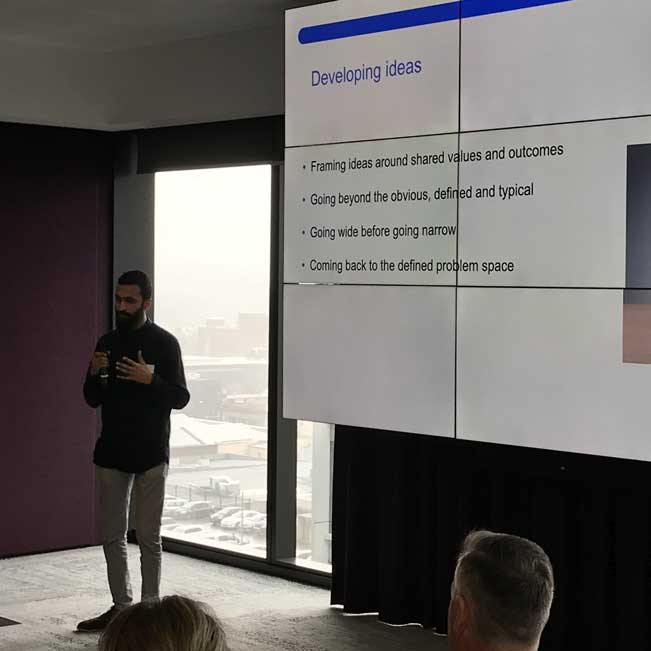 Developing ideas
• Framing ideas around shared values and outcomes
• Going beyond the obvious, defined and typical
• Going wide before going narrow
• Coming back to the defined problem space